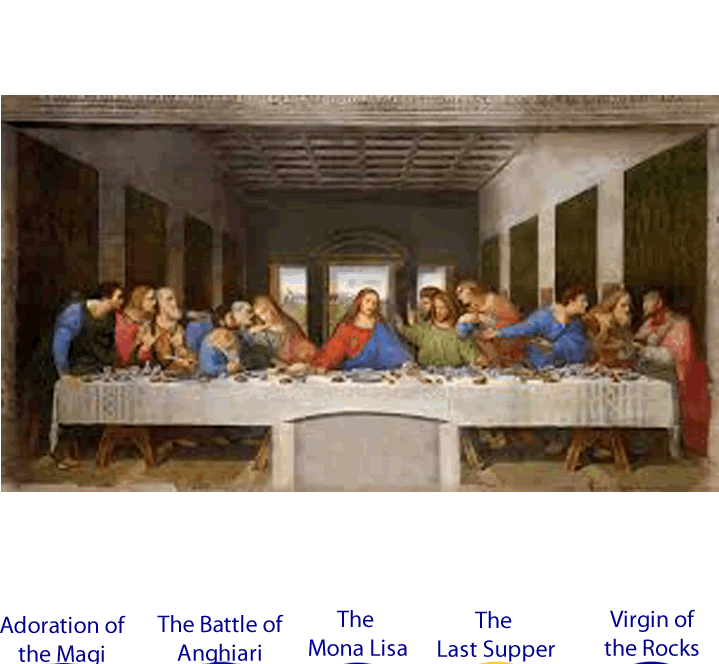 Adoration of
the Magi
The Battle of
Anghiari
The
Mona Lisa
The
Last Supper
Virgin of
the Rocks